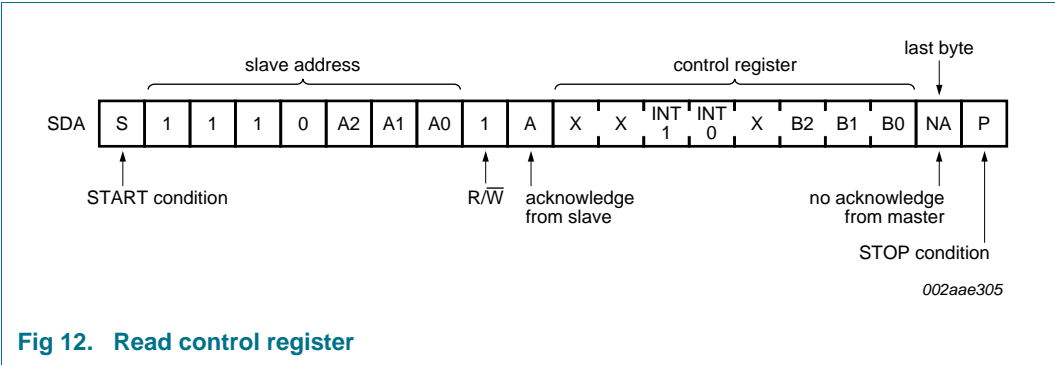 last byte
slave address control register
SDA S 1 1 1 0 A2 A1 A0 1 A X X INT 1 INT 0 X B2 B1 B0 NA P
START condition R/W̅ acknowledge from slave no acknowledge from master
STOP condition
002aae305
Fig 12. Read control register